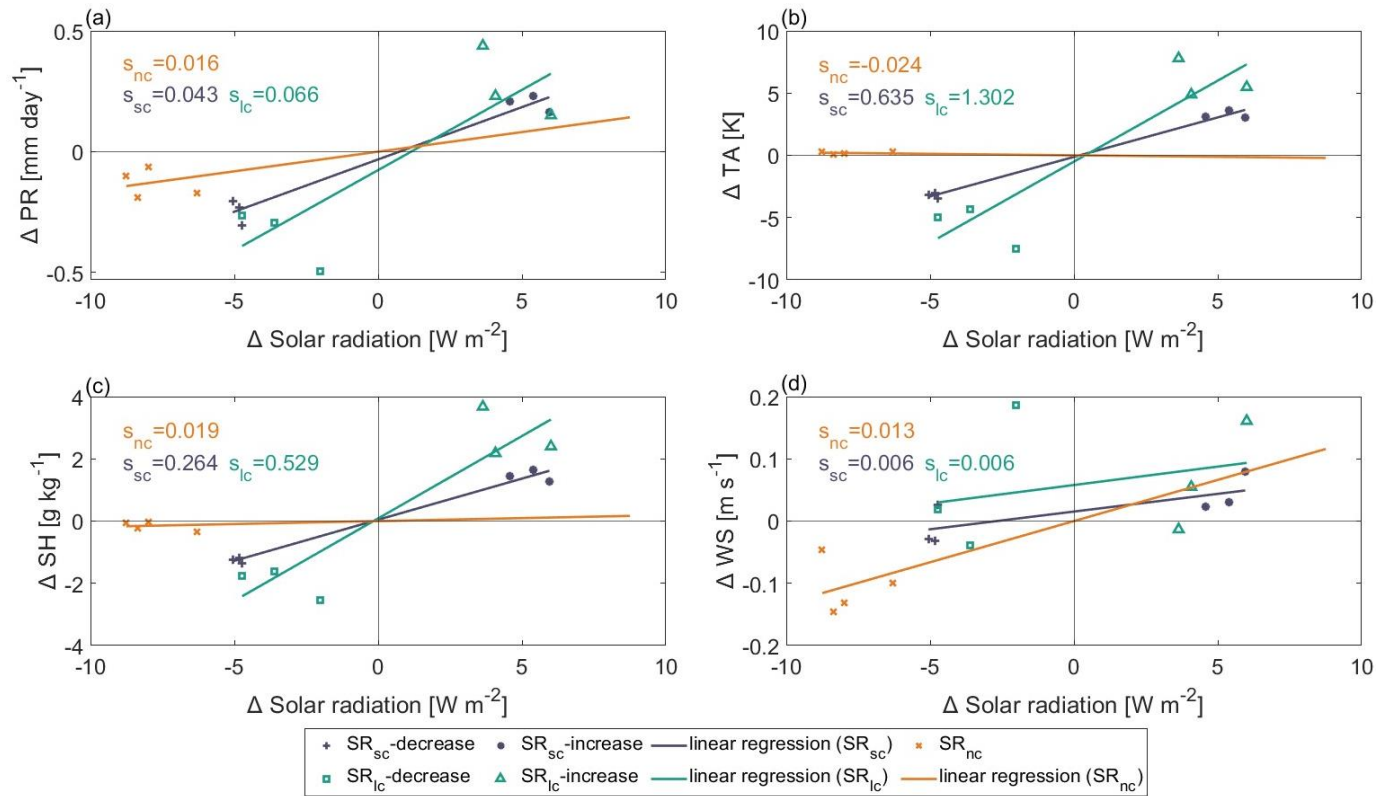 (a)
s_nc=0.016
s_sc=0.043 s_lc=0.066
0.5
0
-0.5
Δ PR [mm day^-1]
-10 -5 0 5 10
Δ Solar radiation [W m^-2]
(b)
s_nc=-0.024
s_sc=0.635 s_lc=1.302
10
5
0
-5
-10
Δ TA [K]
-10 -5 0 5 10
Δ Solar radiation [W m^-2]
(c)
s_nc=0.019
s_sc=0.264 s_lc=0.529
4
2
0
-2
-4
Δ SH [g kg^-1]
-10 -5 0 5 10
Δ Solar radiation [W m^-2]
(d)
s_nc=0.013
s_sc=0.006 s_lc=0.006
0.2
0.1
0
-0.1
-0.2
Δ WS [m s^-1]
-10 -5 0 5 10
Δ Solar radiation [W m^-2]
SR_sc-decrease SR_sc-increase linear regression (SR_sc) SR_nc
SR_lc-decrease SR_lc-increase linear regression (SR_lc) linear regression (SR_nc)